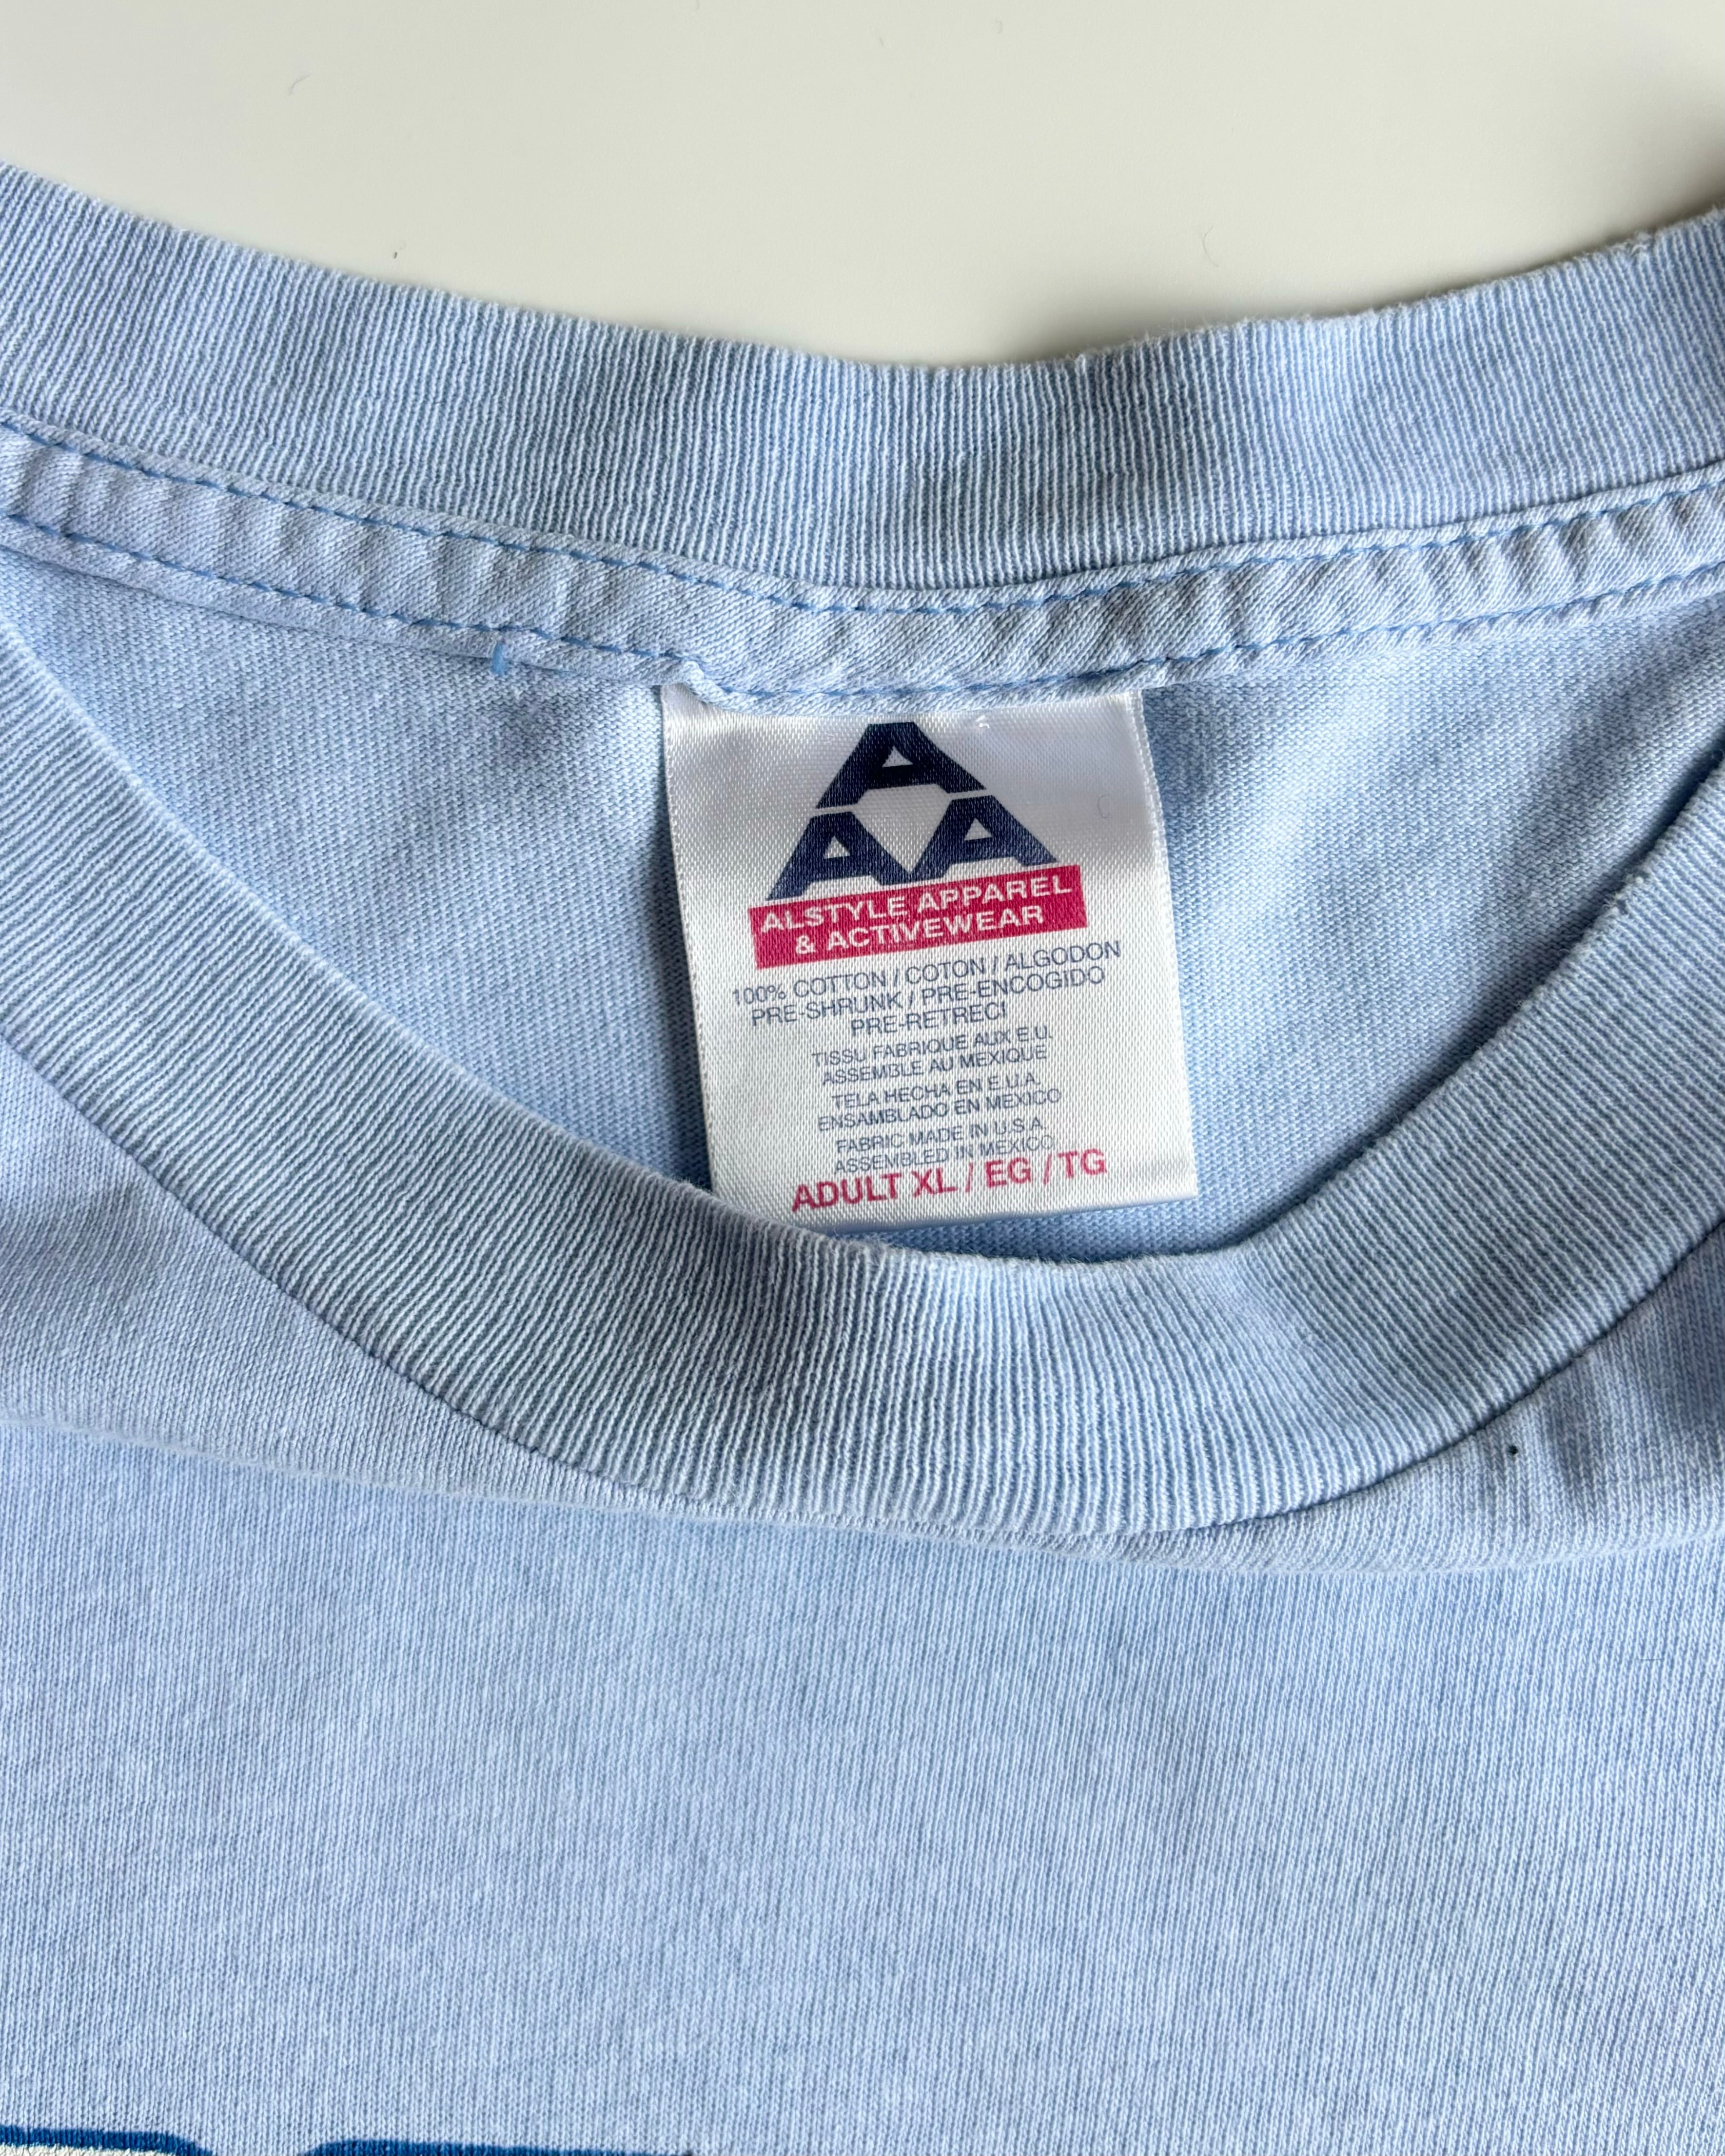 A
AA
ALSTYLE APPAREL
& ACTIVEWEAR
100% COTTON / COTON / ALGODON
PRE-SHRUNK / PRE-ENCOGIDO
PRE-RETRECI
TISSU FABRIQUE AUX E.U.
ASSEMBLE AU MEXIQUE
TELA HECHA EN E.U.A.
ENSAMBLADO EN MEXICO
FABRIC MADE IN U.S.A.
ASSEMBLED IN MEXICO
ADULT XL / EG / TG